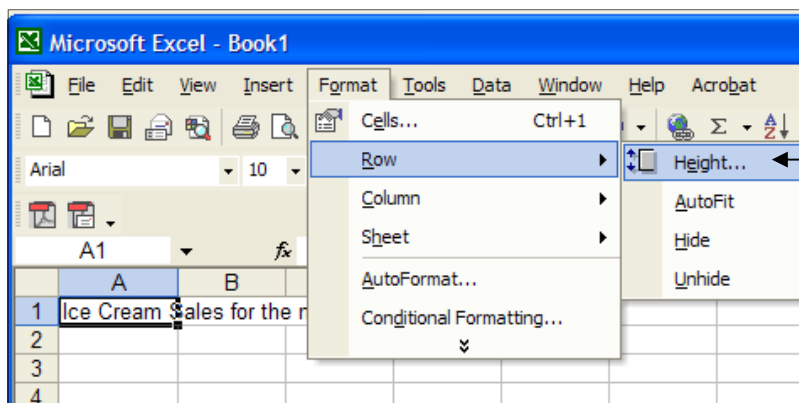 Microsoft Excel - Book1
File Edit View Insert Format Tools Data Window Help Acrobat
Cells... Ctrl+1
Σ
Arial 10
Row
Height...
Column
AutoFit
A1 fx
Sheet
Hide
A B
AutoFormat...
Unhide
1 Ice Cream Sales for the
Conditional Formatting...
2
3
4